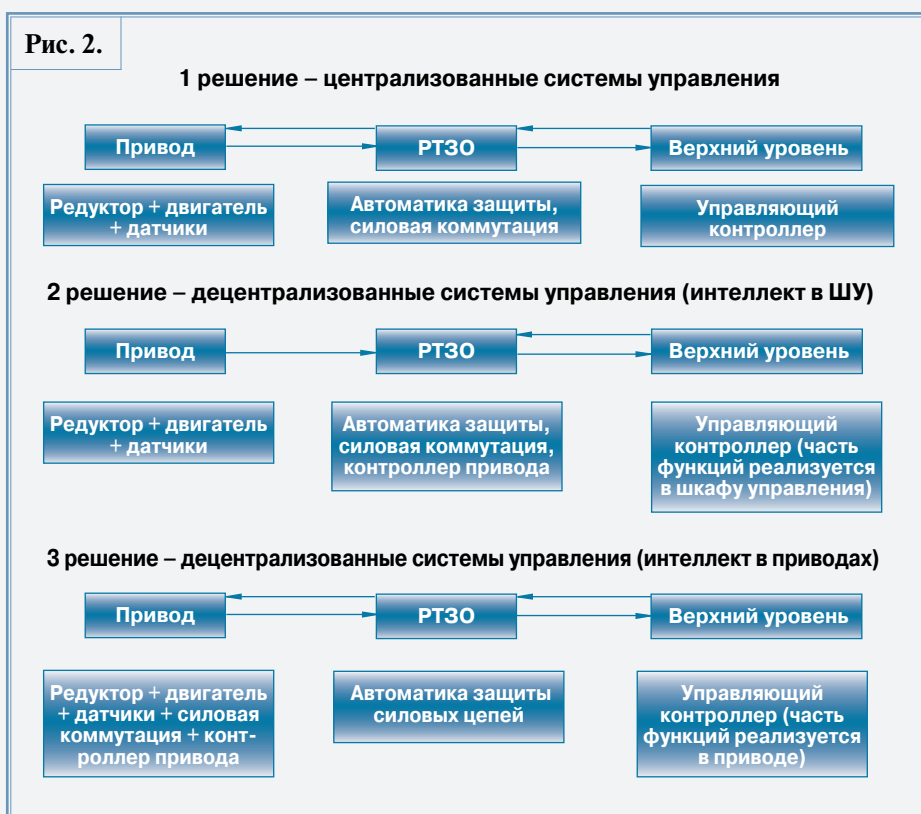 Рис. 2.
1 решение – централизованные системы управления
Привод РТЗО Верхний уровень
Редуктор + двигатель
+ датчики
Автоматика защиты,
силовая коммутация
Управляющий
контроллер
2 решение – децентрализованные системы управления (интеллект в ШУ)
Привод РТЗО Верхний уровень
Редуктор + двигатель
+ датчики
Автоматика защиты,
силовая коммутация,
контроллер привода
Управляющий
контроллер (часть
функций реализуется
в шкафу управления)
3 решение – децентрализованные системы управления (интеллект в приводах)
Привод РТЗО Верхний уровень
Редуктор + двигатель
+ датчики + силовая
коммутация + конт-
роллер привода
Автоматика защиты
силовых цепей
Управляющий
контроллер (часть
функций реализуется
в приводе)